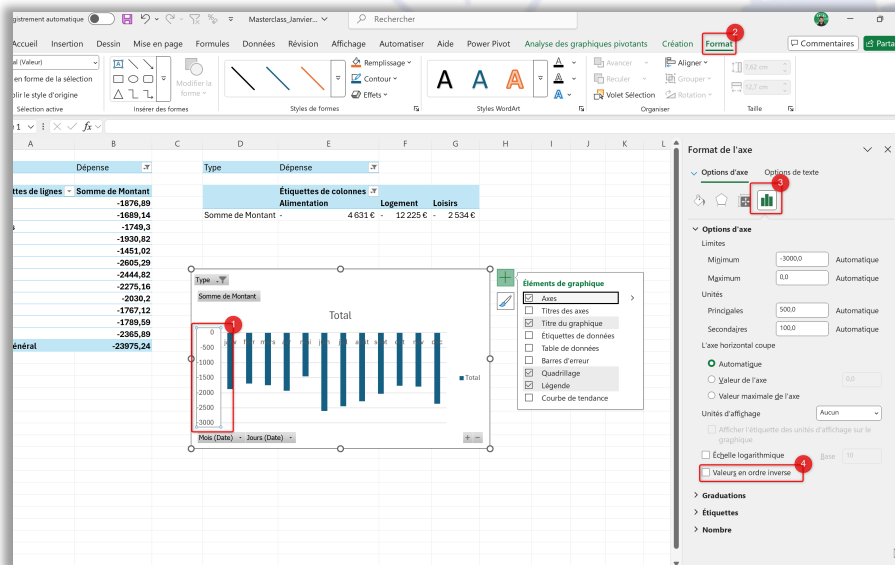 gistrement automatique
Masterclass_Janvier...
Rechercher
2
Accueil Insertion Dessin Mise en page Formules Données Révision Affichage Automatiser Aide Power Pivot Analyse des graphiques pivotants Création Format
Commentaires Parta
al (Valeur)
en forme de la sélection
blir le style d'origine
Sélection active
Modifier la
forme
Insérer des formes
Remplissage
Contour
Effets
Styles de formes
A A A
A
A
A
Styles WordArt
Avancer
Reculer
Volet Sélection
Aligner
Grouper
Rotation
Organiser
7,62 cm
12,7 cm
Taille
1
fx
A B C D E F G H I J K L
Dépense
Type Dépense
ttes de lignes Somme de Montant
-1876,89
-1689,14
s -1749,3
-1930,82
-1451,02
-2605,29
-2444,82
-2275,16
-2030,2
-1767,12
-1789,59
-2365,89
énéral -23975,24
Étiquettes de colonnes
Alimentation Logement Loisirs
Somme de Montant - 4 631 € - 12 225 € - 2 534 €
Type
Somme de Montant
Total
1
0
-500
-1000
-1500
-2000
-2500
-3000
Total
Mois (Date) Jours (Date)
+ −
Éléments de graphique
Axes
Titres des axes
Titre du graphique
Étiquettes de données
Table de données
Barres d'erreur
Quadrillage
Légende
Courbe de tendance
Format de l'axe
Options d'axe Options de texte
3
Options d'axe
Limites
Minimum -3000,0 Automatique
Maximum 0,0 Automatique
Unités
Principales 500,0 Automatique
Secondaires 100,0 Automatique
L'axe horizontal coupe
Automatique
Valeur de l'axe 0,0
Valeur maximale de l'axe
Unités d'affichage Aucun
Afficher l'étiquette des unités d'affichage sur le
graphique
Échelle logarithmique Base 10
4
Valeurs en ordre inverse
Graduations
Étiquettes
Nombre